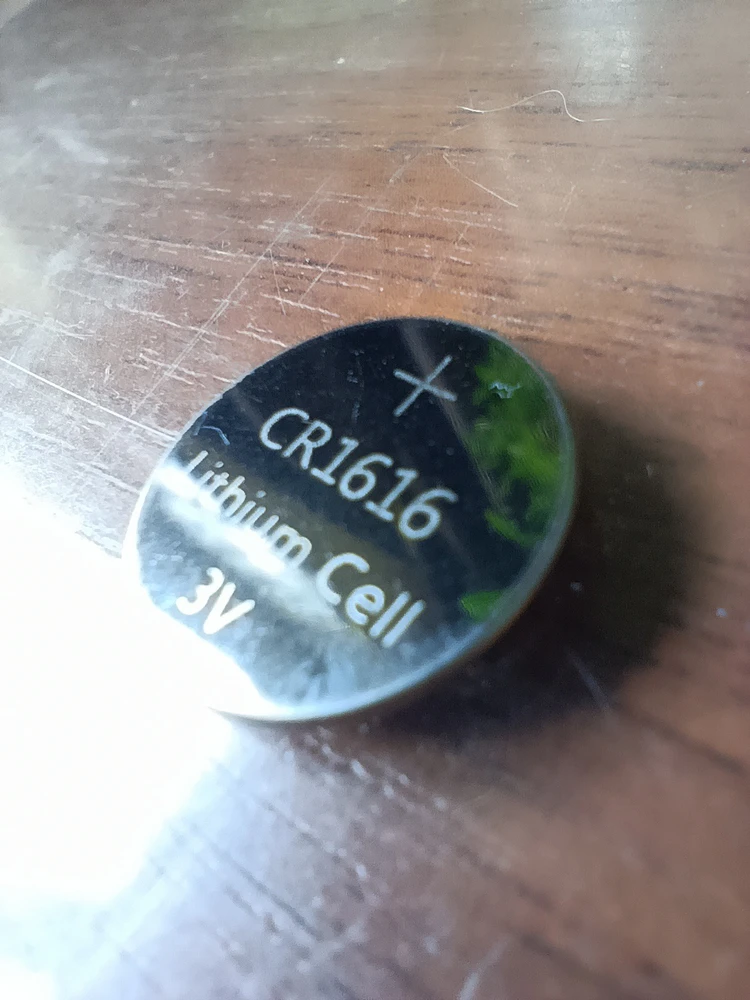 +
CR1616
Lithium Cell
3V